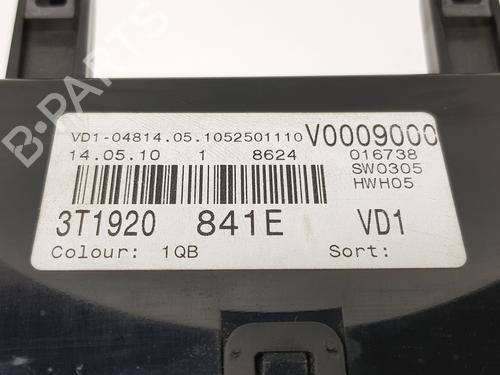 B-PARTS
VD1-04814.05.1052501110 V0009000
14.05.10 1 8624 016738
SW0305
HWH05
3T1920 841E VD1
Colour: 1QB Sort: